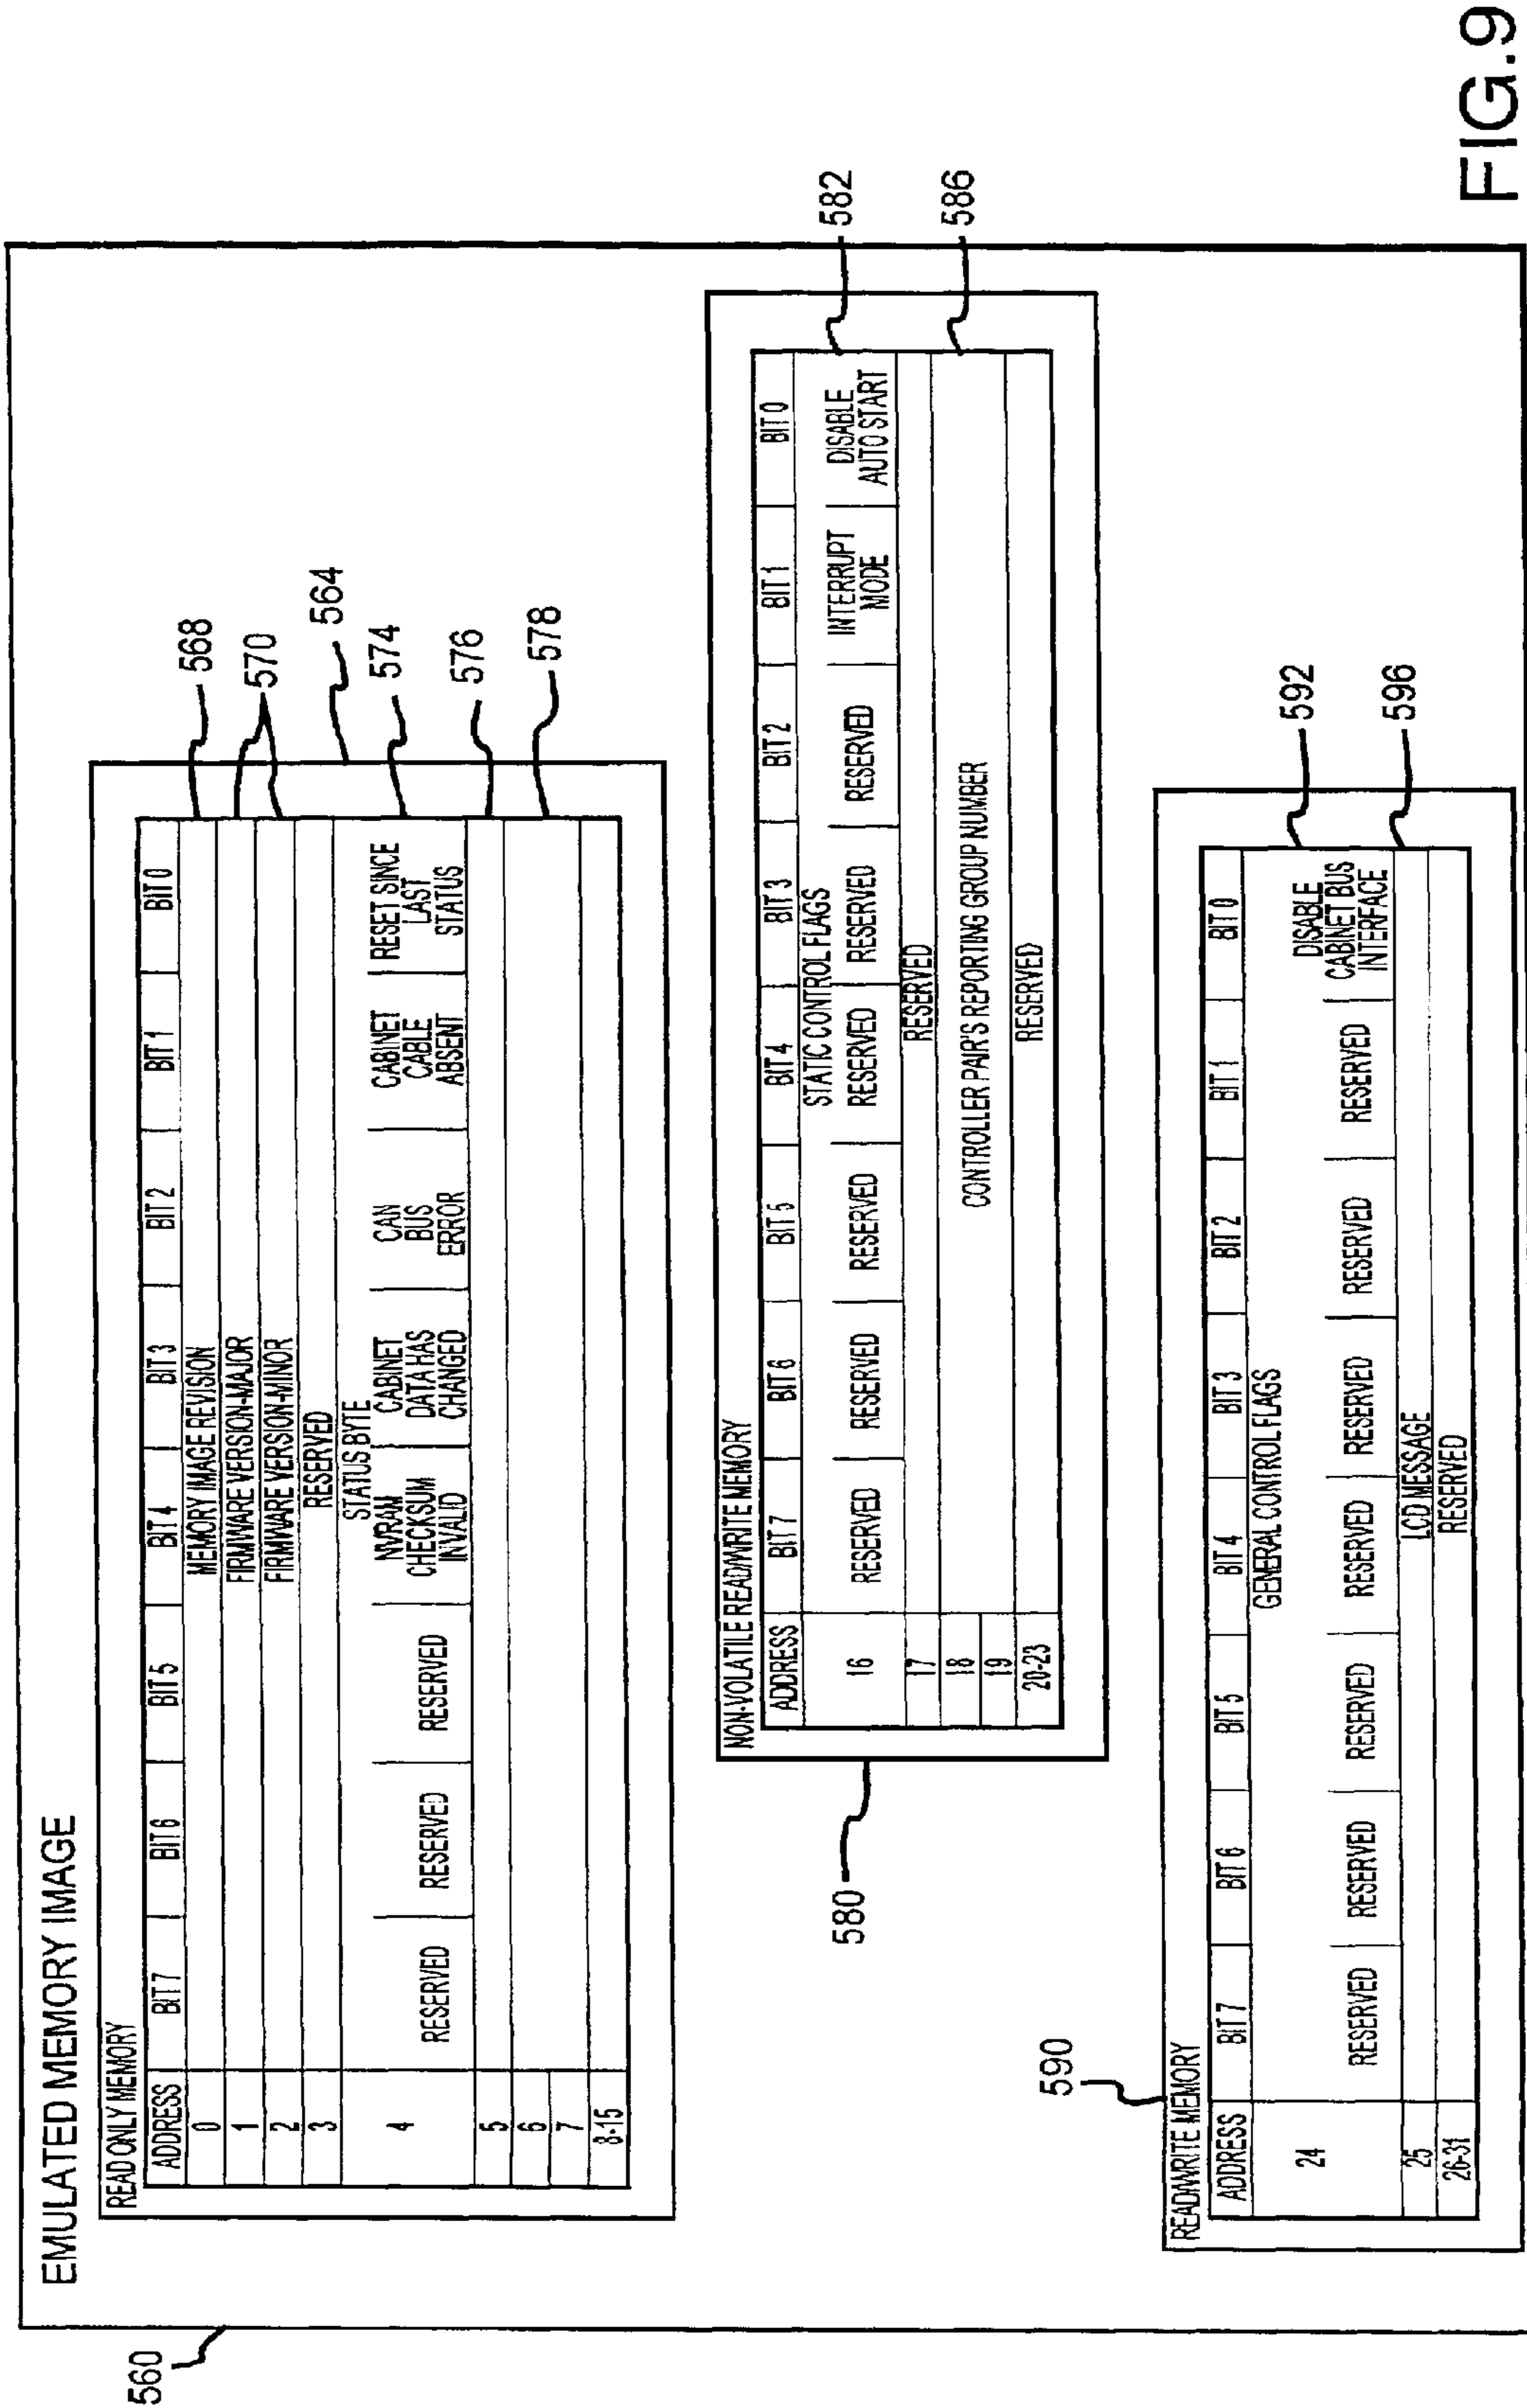 EMULATED MEMORY IMAGE
560
READ ONLY MEMORY
ADDRESS BIT 7 BIT 6 BIT 5 BIT 4 BIT 3 BIT 2 BIT 1 BIT 0
0 MEMORY IMAGE REVISION
568
1 FIRMWARE VERSION-MAJOR
2 FIRMWARE VERSION-MINOR
570
3 RESERVED
564
STATUS BYTE
4 RESERVED RESERVED RESERVED NVRAM CHECKSUM INVALID CABINET DATA HAS CHANGED CAN BUS ERROR CABINET CABLE ABSENT RESET SINCE LAST STATUS
574
5
576
6
7
578
8-15
NON-VOLATILE READ/WRITE MEMORY
580
ADDRESS BIT 7 BIT 6 BIT 5 BIT 4 BIT 3 BIT 2 BIT 1 BIT 0
STATIC CONTROL FLAGS
16 RESERVED RESERVED RESERVED RESERVED RESERVED RESERVED INTERRUPT MODE DISABLE AUTO START
582
17 RESERVED
18
19
CONTROLLER PAIR'S REPORTING GROUP NUMBER
586
20-23 RESERVED
READ/WRITE MEMORY
590
ADDRESS BIT 7 BIT 6 BIT 5 BIT 4 BIT 3 BIT 2 BIT 1 BIT 0
GENERAL CONTROL FLAGS
24 RESERVED RESERVED RESERVED RESERVED RESERVED RESERVED RESERVED DISABLE CABINET BUS INTERFACE
592
25 LCD MESSAGE
596
26-31 RESERVED
FIG.9